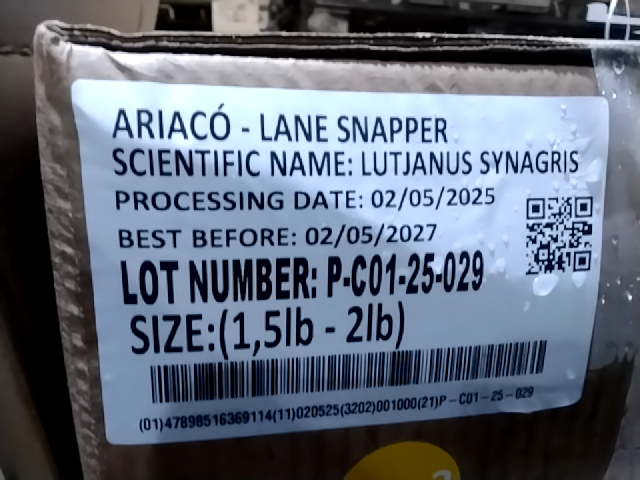 ARIACÓ - LANE SNAPPER
SCIENTIFIC NAME: LUTJANUS SYNAGRIS
PROCESSING DATE: 02/05/2025
BEST BEFORE: 02/05/2027
LOT NUMBER: P-C01-25-029
SIZE:(1,5lb - 2lb)
(01)47898516369114(11)020525(3202)001000(21)P-C01-25-029